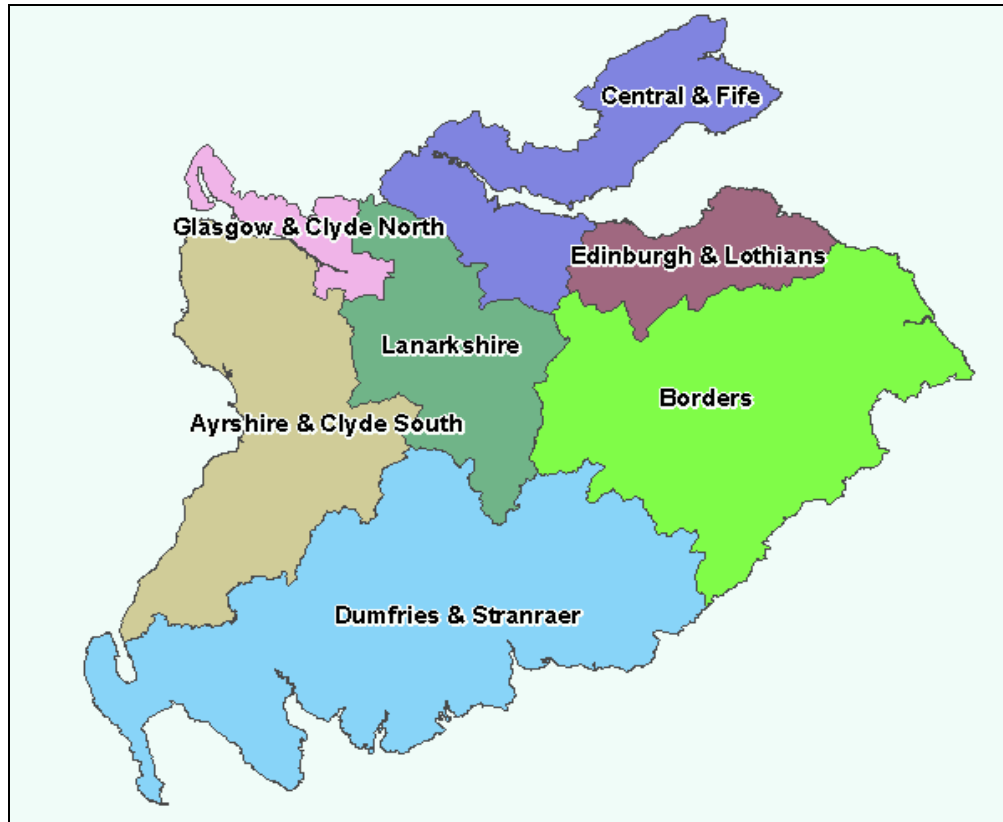 Central & Fife
Glasgow & Clyde North
Edinburgh & Lothians
Lanarkshire
Borders
Ayrshire & Clyde South
Dumfries & Stranraer